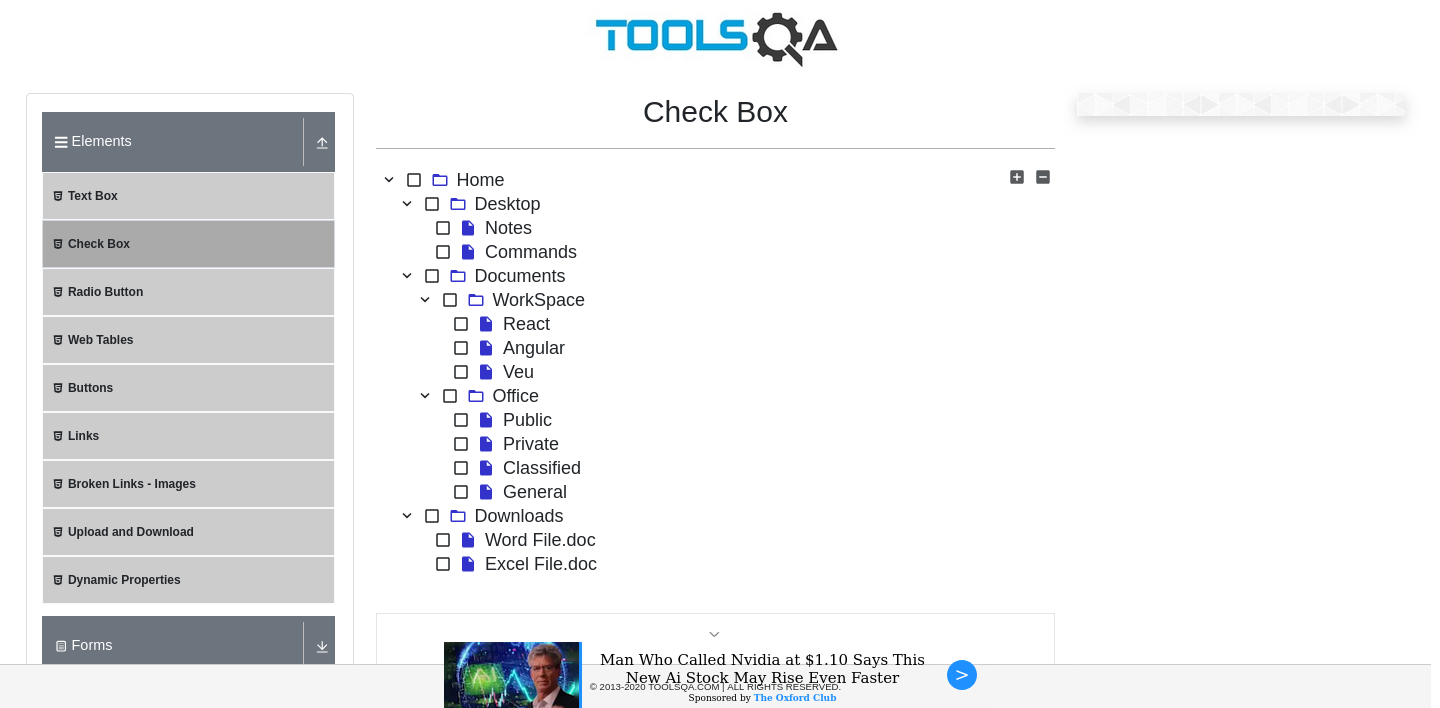 TOOLSQA
Check Box
Elements
Text Box
Check Box
Radio Button
Web Tables
Buttons
Links
Broken Links - Images
Upload and Download
Dynamic Properties
Forms
Home
Desktop
Notes
Commands
Documents
WorkSpace
React
Angular
Veu
Office
Public
Private
Classified
General
Downloads
Word File.doc
Excel File.doc
Man Who Called Nvidia at $1.10 Says This
New Ai Stock May Rise Even Faster
© 2013-2020 TOOLSQA.COM | ALL RIGHTS RESERVED.
Sponsored by The Oxford Club